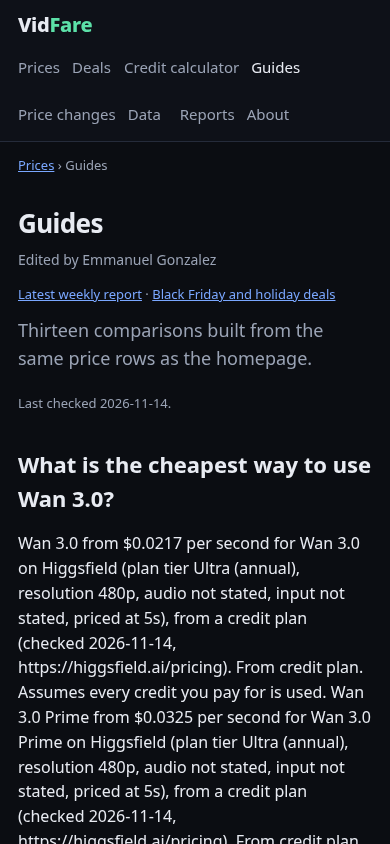 VidFare
Prices Deals Credit calculator Guides
Price changes Data Reports About
Prices › Guides
Guides
Edited by Emmanuel Gonzalez
Latest weekly report · Black Friday and holiday deals
Thirteen comparisons built from the
same price rows as the homepage.
Last checked 2026-11-14.
What is the cheapest way to use
Wan 3.0?
Wan 3.0 from $0.0217 per second for Wan 3.0
on Higgsfield (plan tier Ultra (annual),
resolution 480p, audio not stated, input not
stated, priced at 5s), from a credit plan
(checked 2026-11-14,
https://higgsfield.ai/pricing). From credit plan.
Assumes every credit you pay for is used. Wan
3.0 Prime from $0.0325 per second for Wan 3.0
Prime on Higgsfield (plan tier Ultra (annual),
resolution 480p, audio not stated, input not
stated, priced at 5s), from a credit plan
(checked 2026-11-14,
https://higgsfield.ai/pricing). From credit plan.